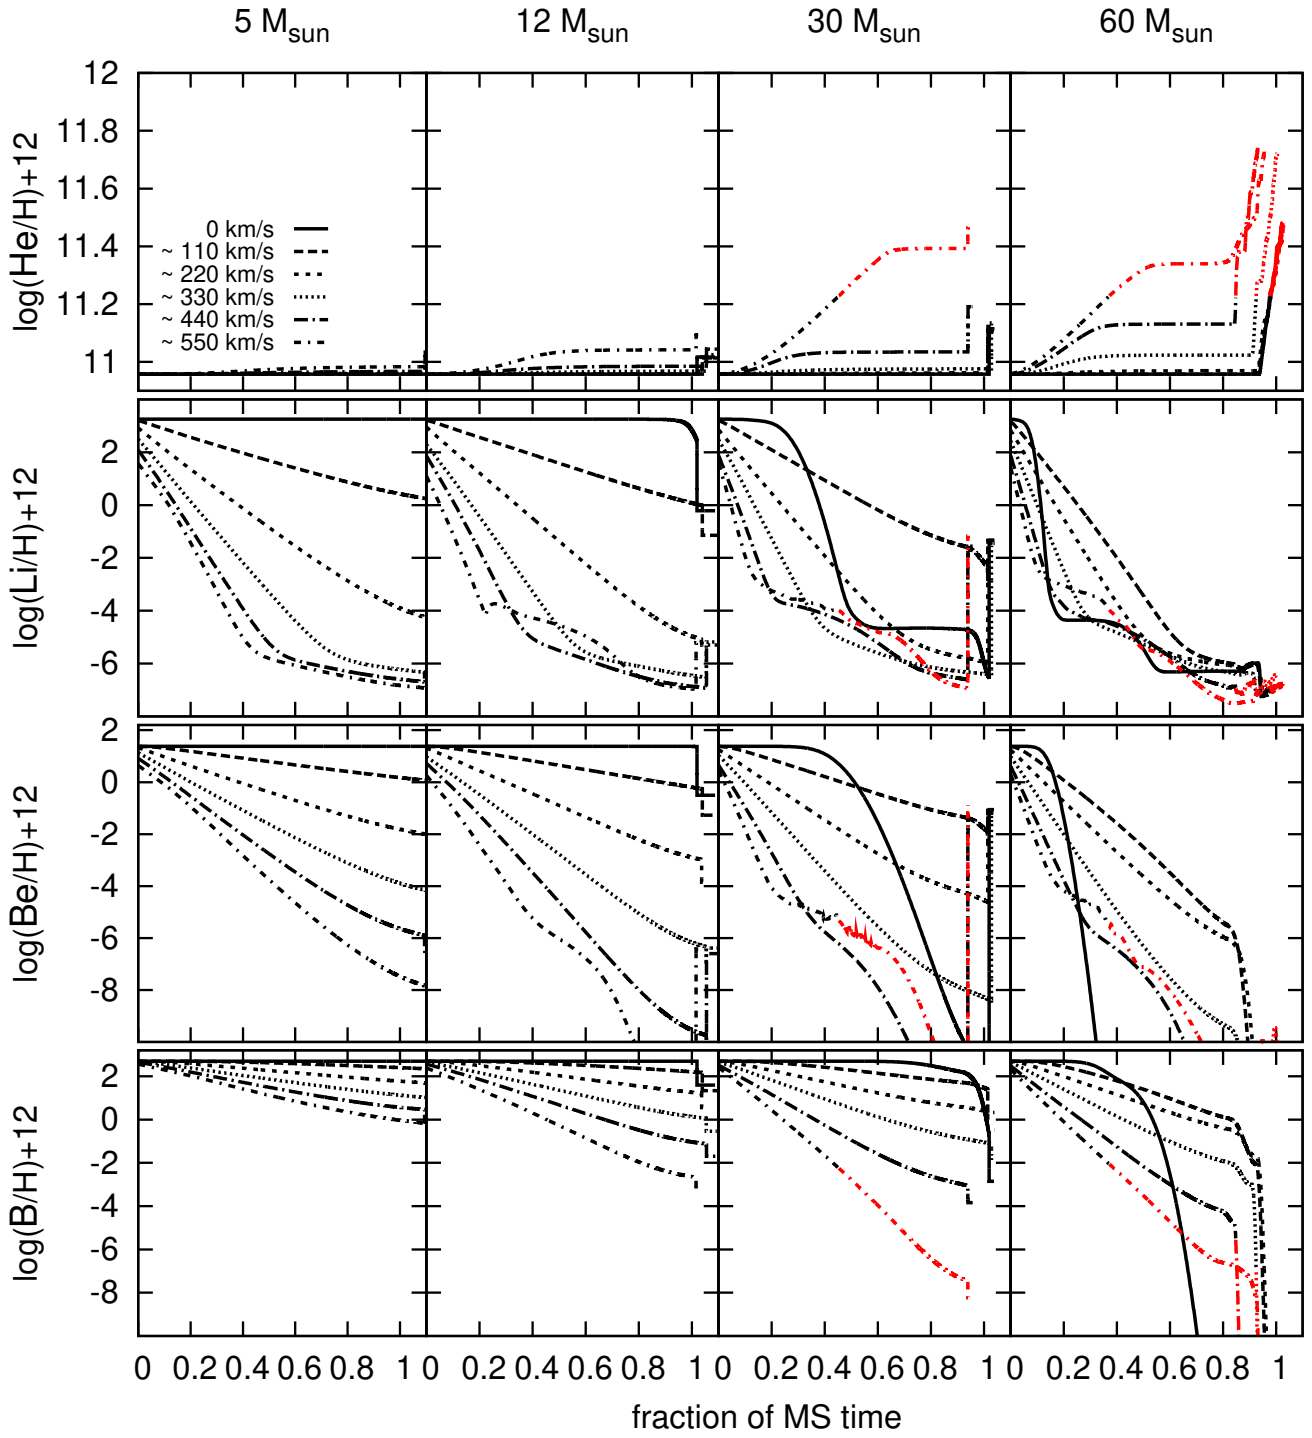 5 M_sun 12 M_sun 30 M_sun 60 M_sun
log(He/H)+12
12
11.8
11.6
11.4
11.2
11
0 km/s
~ 110 km/s
~ 220 km/s
~ 330 km/s
~ 440 km/s
~ 550 km/s
log(Li/H)+12
2
0
-2
-4
-6
log(Be/H)+12
2
0
-2
-4
-6
-8
log(B/H)+12
2
0
-2
-4
-6
-8
0 0.2 0.4 0.6 0.8 1 0 0.2 0.4 0.6 0.8 1 0 0.2 0.4 0.6 0.8 1 0 0.2 0.4 0.6 0.8 1
fraction of MS time